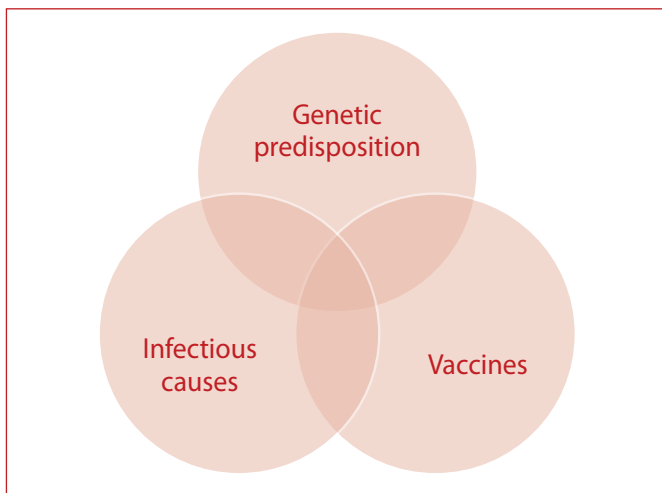 Genetic
predisposition
Infectious
causes
Vaccines